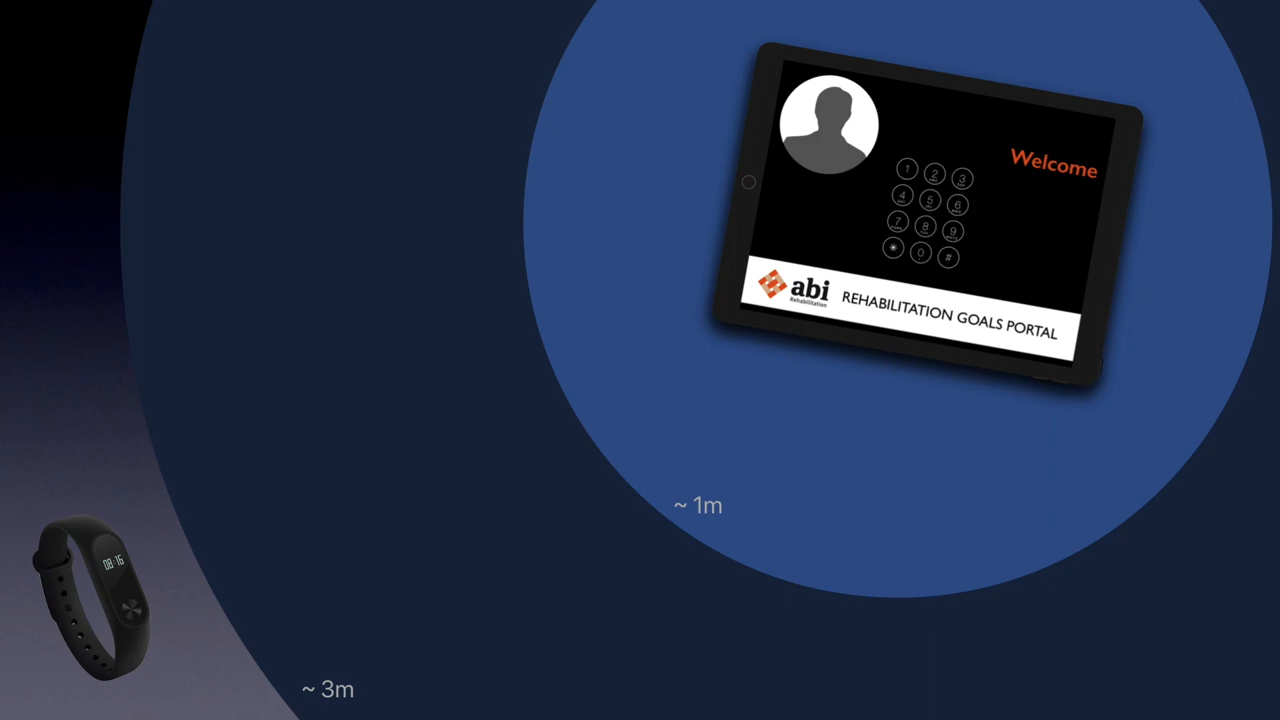 Welcome
1
2
3
4
5
6
7
8
9
*
0
#
abi
Rehabilitation
REHABILITATION GOALS PORTAL
~ 1m
08:16
~ 3m